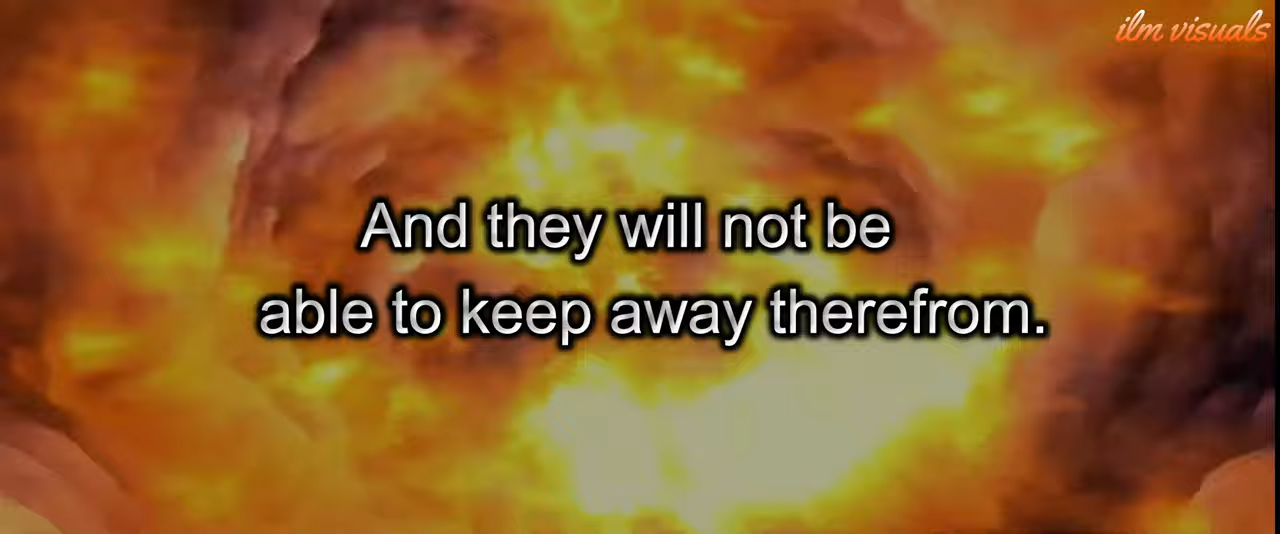 ilm visuals
And they will not be
able to keep away therefrom.